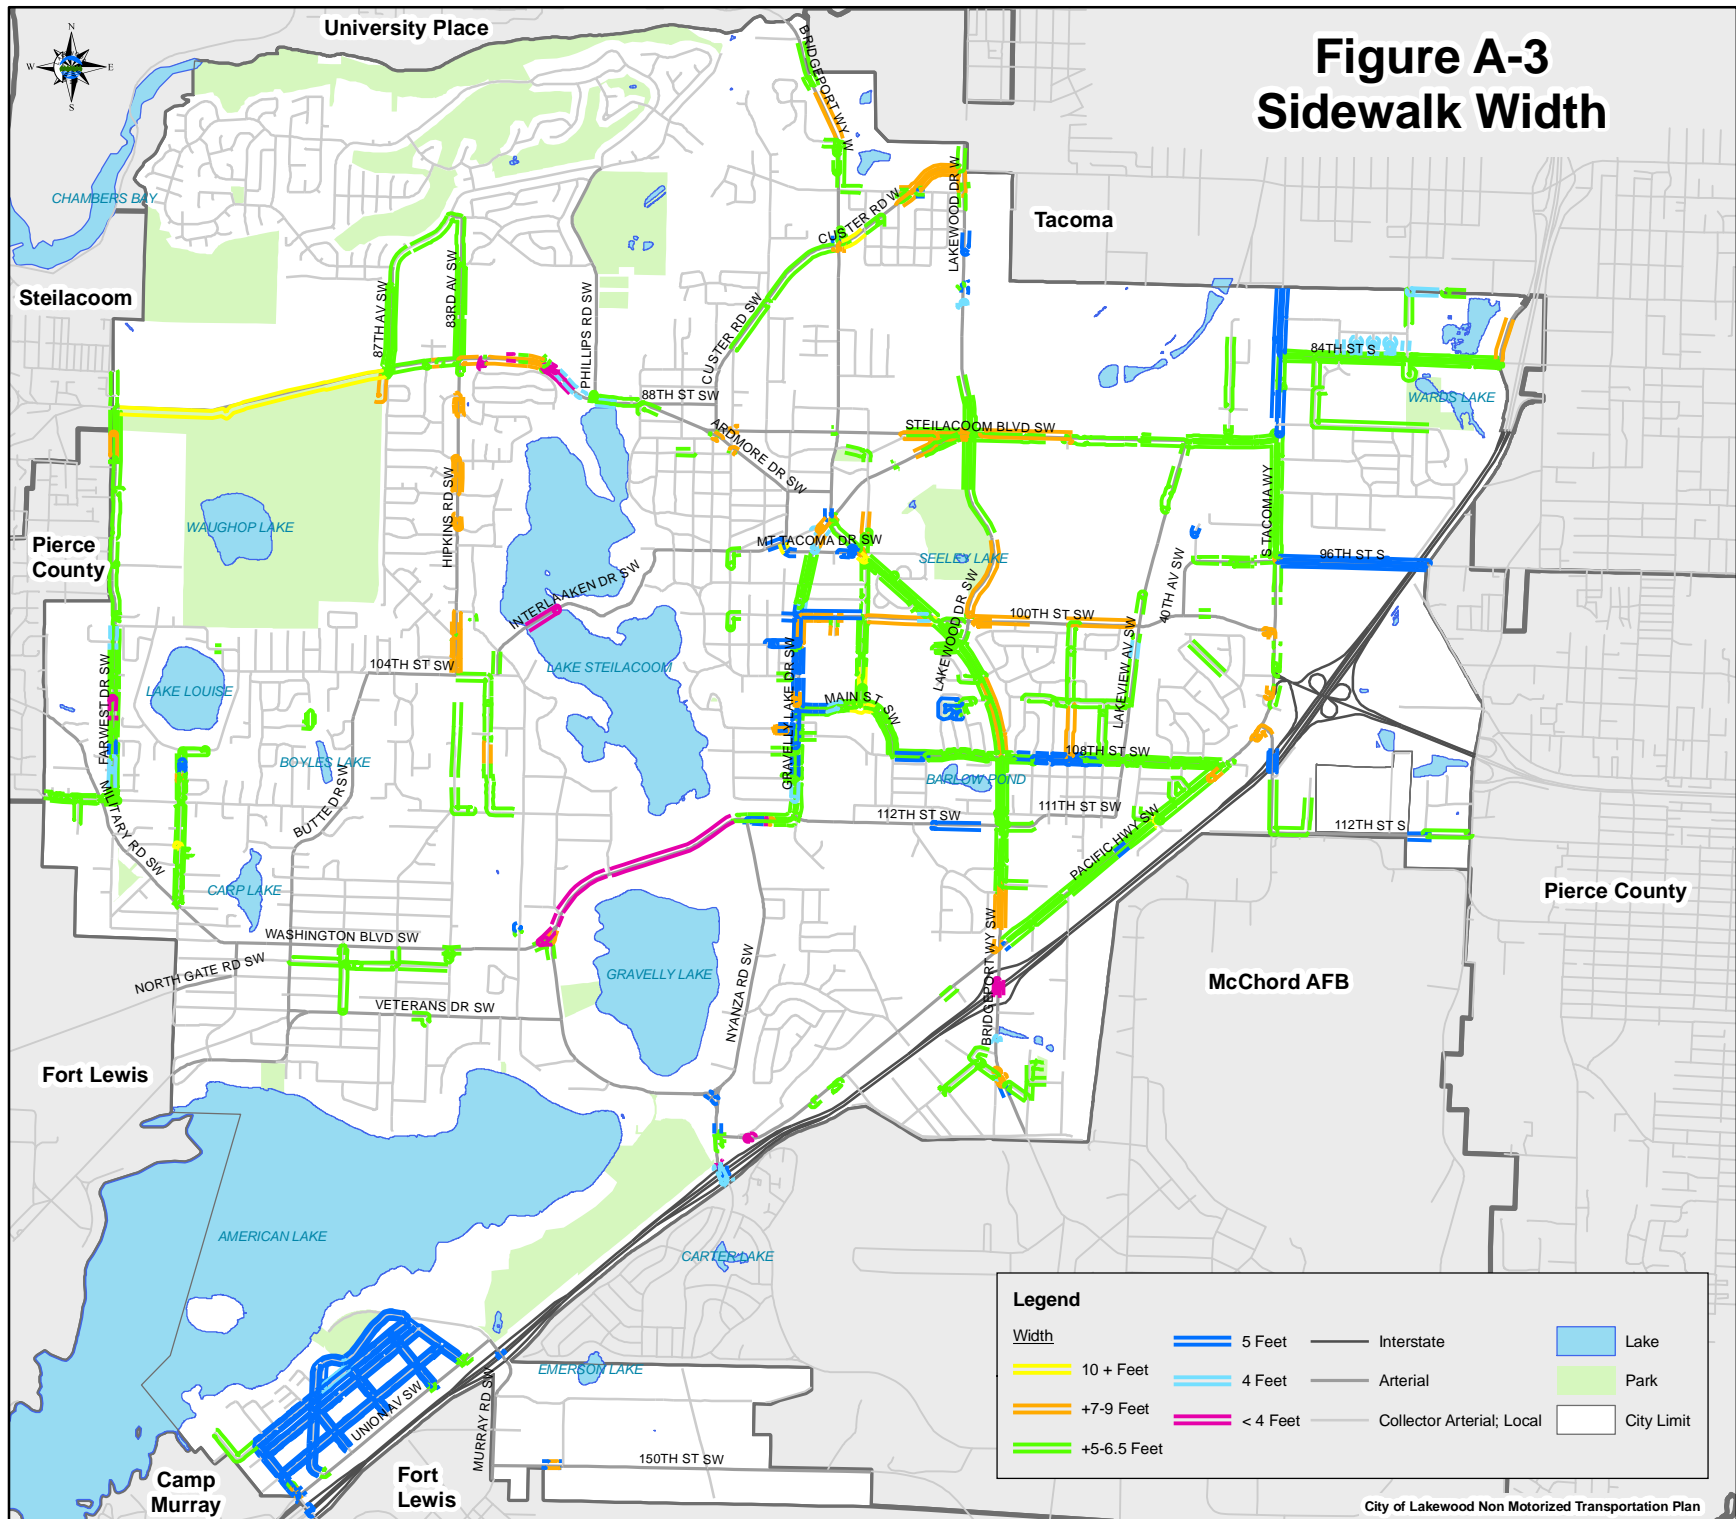 University Place
Figure A-3
Sidewalk Width
N
W
E
S
BRIDGEPORT WY W
CHAMBERS BAY
CUSTER RD W
LAKEWOOD DR W
Tacoma
Steilacoom
87TH AV SW
83RD AV SW
PHILLIPS RD SW
CUSTER RD SW
84TH ST S
88TH ST SW
WARDS LAKE
ARDMORE DR SW
STEILACOOM BLVD SW
HIPKINS RD SW
S TACOMA WY
WAUGHOP LAKE
MT TACOMA DR SW
SEELEY LAKE
96TH ST S
Pierce
County
INTERLAAKEN DR SW
LAKEWOOD DR SW
100TH ST SW
40TH AV SW
104TH ST SW
LAKE STEILACOOM
LAKE LOUISE
FARWEST DR SW
GRAVELLY LAKE DR SW
MAIN ST SW
LAKEVIEW AV SW
BOYLES LAKE
108TH ST SW
BARLOW POND
MILITARY RD SW
BUTTE DR SW
112TH ST SW
111TH ST SW
112TH ST S
PACIFIC HWY SW
CARP LAKE
Pierce County
WASHINGTON BLVD SW
NORTH GATE RD SW
GRAVELLY LAKE
NYANZA RD SW
BRIDGEPORT WY SW
McChord AFB
VETERANS DR SW
Fort Lewis
AMERICAN LAKE
CARTER LAKE
EMERSON LAKE
UNION AV SW
MURRAY RD SW
150TH ST SW
Camp
Murray
Fort
Lewis
Legend
Width
10 + Feet
+7-9 Feet
+5-6.5 Feet
5 Feet
4 Feet
< 4 Feet
Interstate
Arterial
Collector Arterial; Local
Lake
Park
City Limit
City of Lakewood Non Motorized Transportation Plan